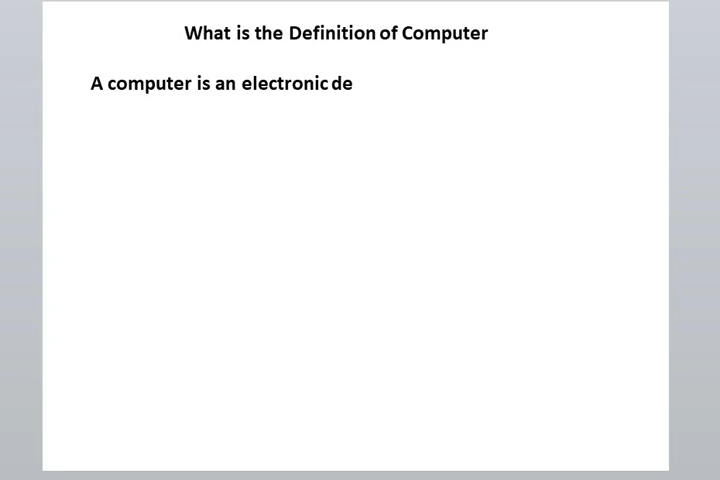 What is the Definition of Computer
A computer is an electronic de